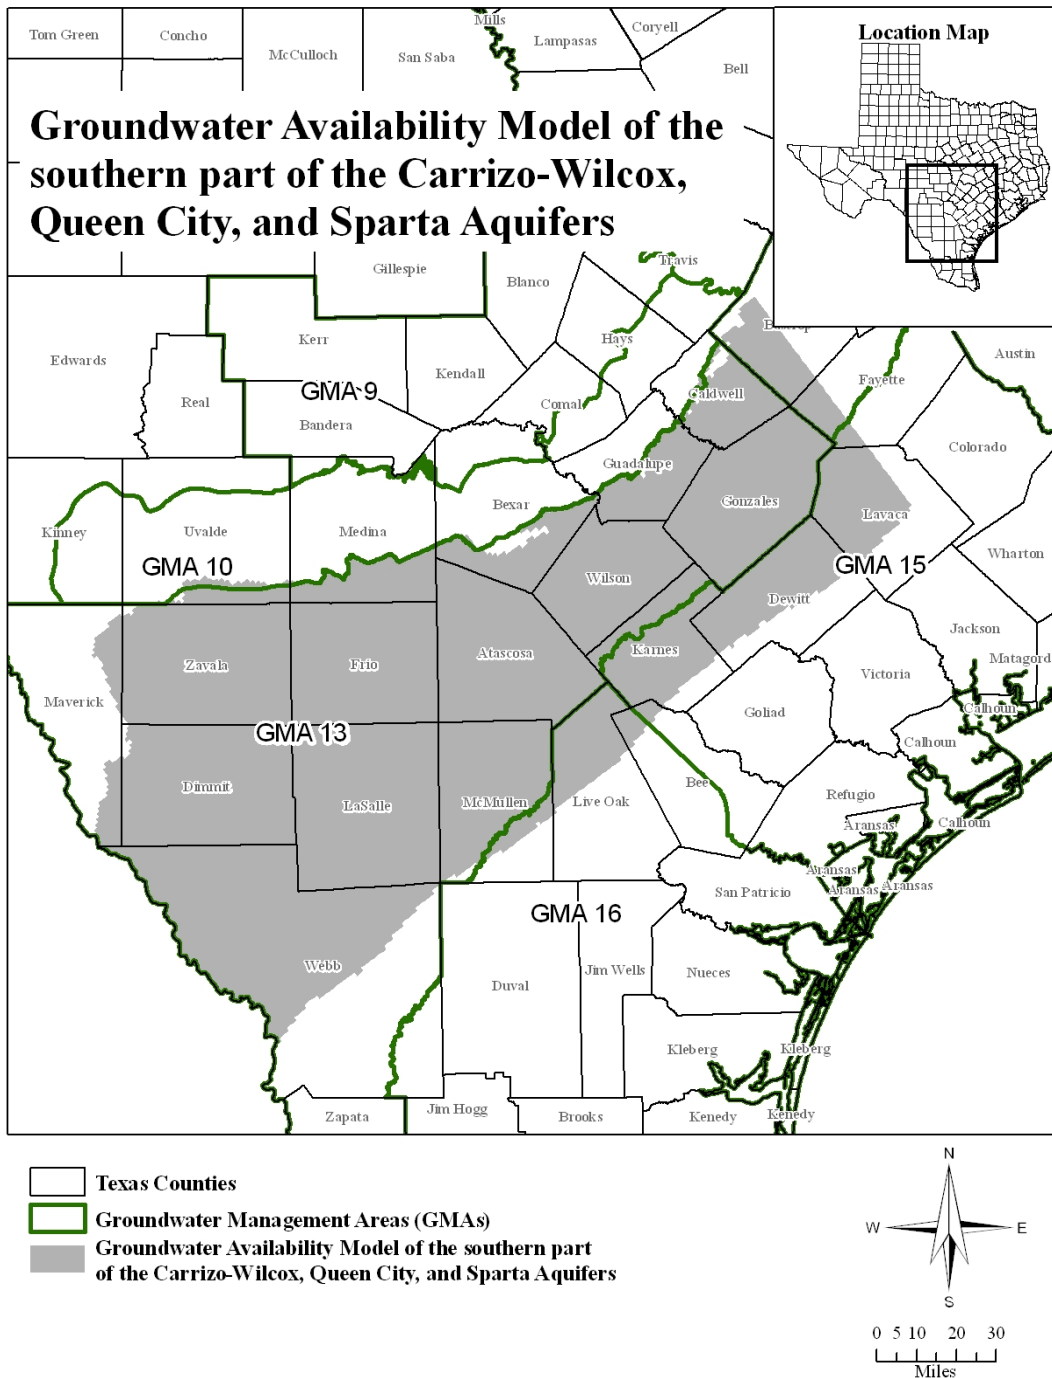 Tom Green
Concho
McCulloch
San Saba
Mills
Lampasas
Coryell
Bell
Location Map
Groundwater Availability Model of the
southern part of the Carrizo-Wilcox,
Queen City, and Sparta Aquifers
Gillespie
Blanco
Travis
Hays
Kerr
Edwards
Real
Kendall
GMA 9
Bandera
Comal
Caldwell
Fayette
Austin
Colorado
Guadalupe
Gonzales
Lavaca
Bexar
Kinney
Uvalde
Medina
GMA 10
Wilson
GMA 15
Wharton
Dewitt
Karnes
Jackson
Matagord
Zavala
Frio
Atascosa
Maverick
Victoria
Goliad
Calhoun
GMA 13
Calhoun
Dimmit
LaSalle
McMullen
Live Oak
Bee
Refugio
Aransas
Calhoun
Aransas
Aransas
Aransas
San Patricio
GMA 16
Webb
Duval
Jim Wells
Nueces
Kleberg
Kleberg
Zapata
Jim Hogg
Brooks
Kenedy
Kenedy
Texas Counties
Groundwater Management Areas (GMAs)
Groundwater Availability Model of the southern part
of the Carrizo-Wilcox, Queen City, and Sparta Aquifers
N
W E
S
0 5 10 20 30
Miles